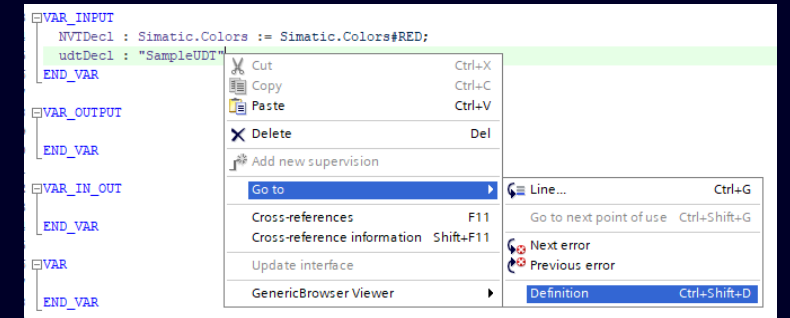 VAR_INPUT
NVTDecl : Simatic.Colors := Simatic.Colors#RED;
udtDecl : "SampleUDT"
END_VAR
VAR_OUTPUT
END_VAR
VAR_IN_OUT
END_VAR
VAR
END_VAR
Cut Ctrl+X
Copy Ctrl+C
Paste Ctrl+V
Delete Del
Add new supervision
Go to
Cross-references F11
Cross-reference information Shift+F11
Update interface
GenericBrowser Viewer
Line... Ctrl+G
Go to next point of use Ctrl+Shift+G
Next error
Previous error
Definition Ctrl+Shift+D